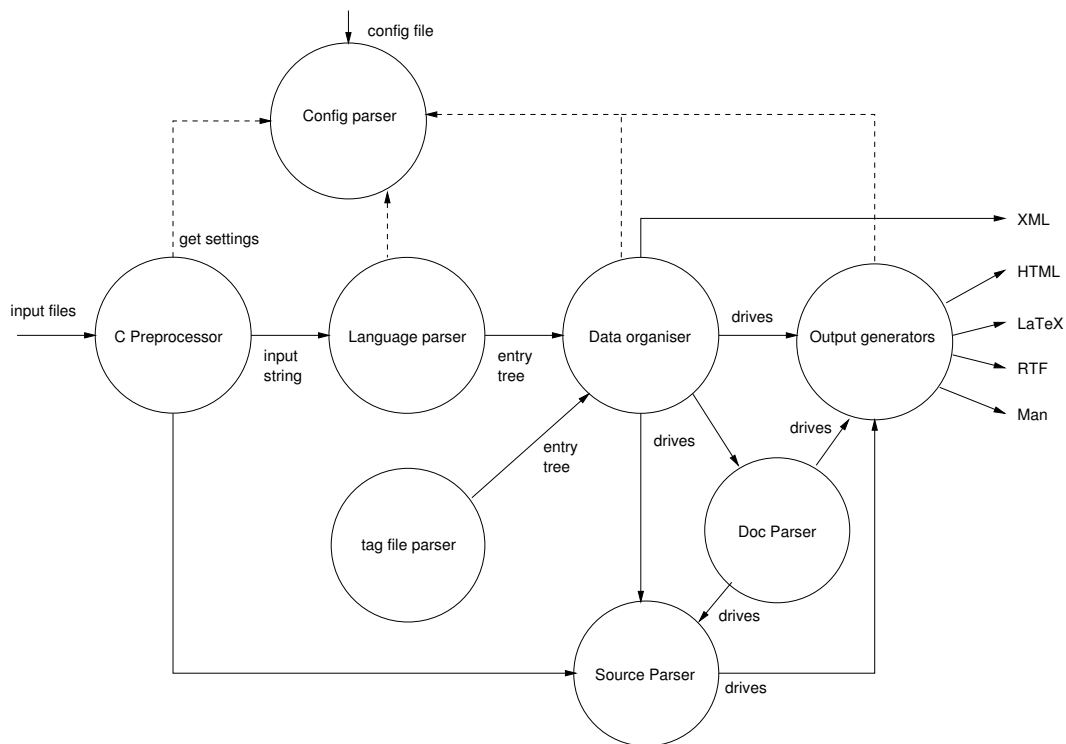 config file
Config parser
get settings
XML
HTML
input files
LaTeX
drives
C Preprocessor
Language parser
Data organiser
Output generators
input
string
entry
tree
RTF
Man
drives
drives
entry
tree
tag file parser
Doc Parser
drives
Source Parser
drives